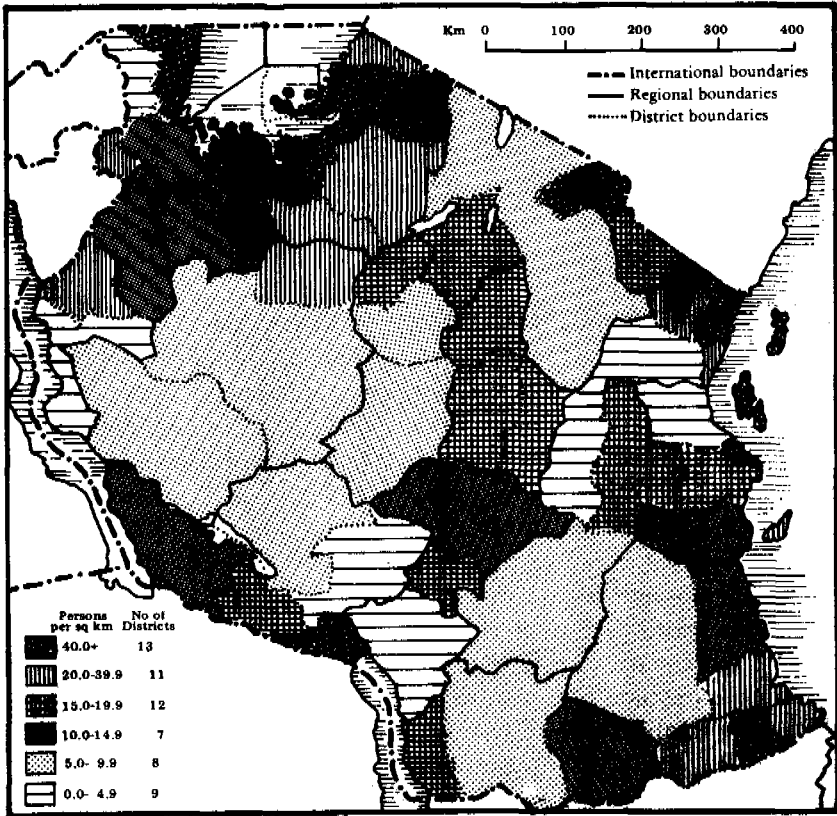 Km 0 100 200 300 400
International boundaries
Regional boundaries
District boundaries
Persons No of
per sq km Districts
40.0+ 13
20.0-39.9 11
15.0-19.9 12
10.0-14.9 7
5.0- 9.9 8
0.0- 4.9 9